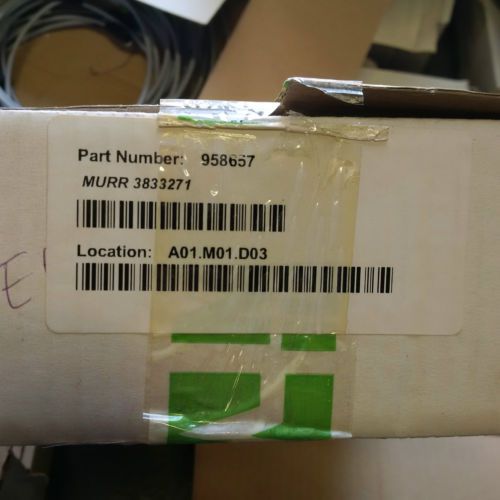 Part Number: 958657
MURR 3833271
Location: A01.M01.D03